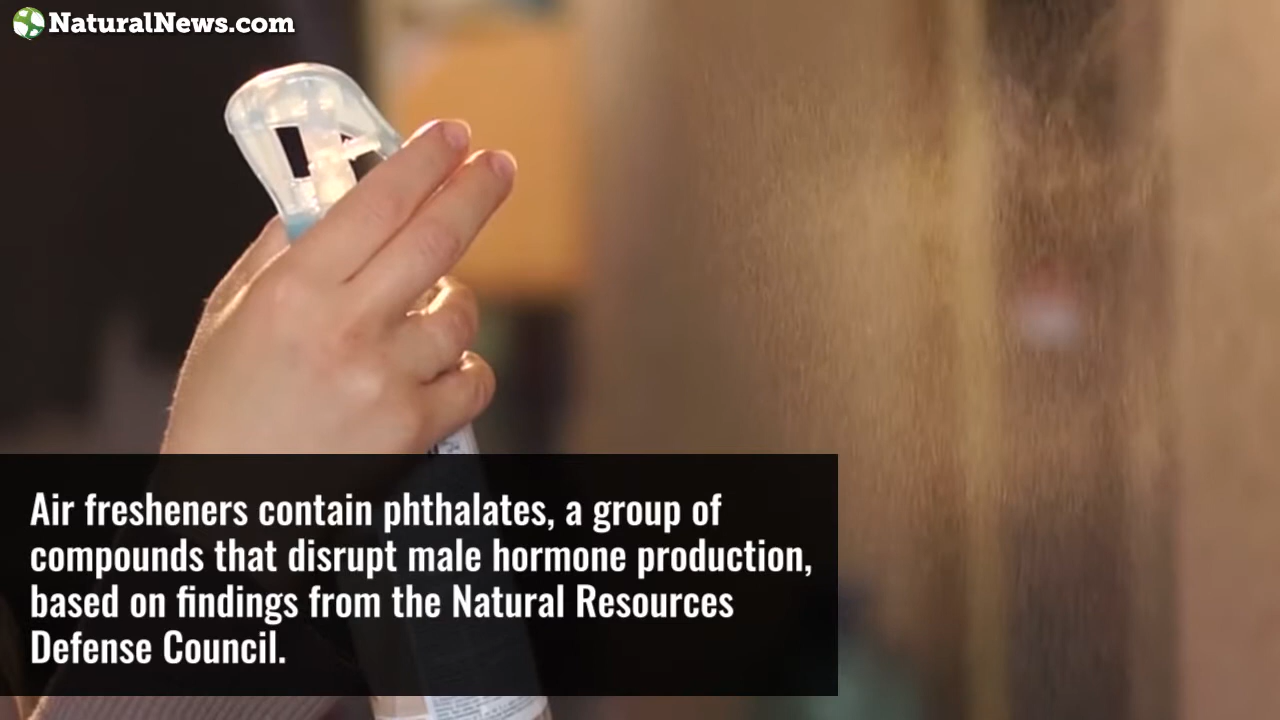 NaturalNews.com
Air fresheners contain phthalates, a group of
compounds that disrupt male hormone production,
based on findings from the Natural Resources
Defense Council.